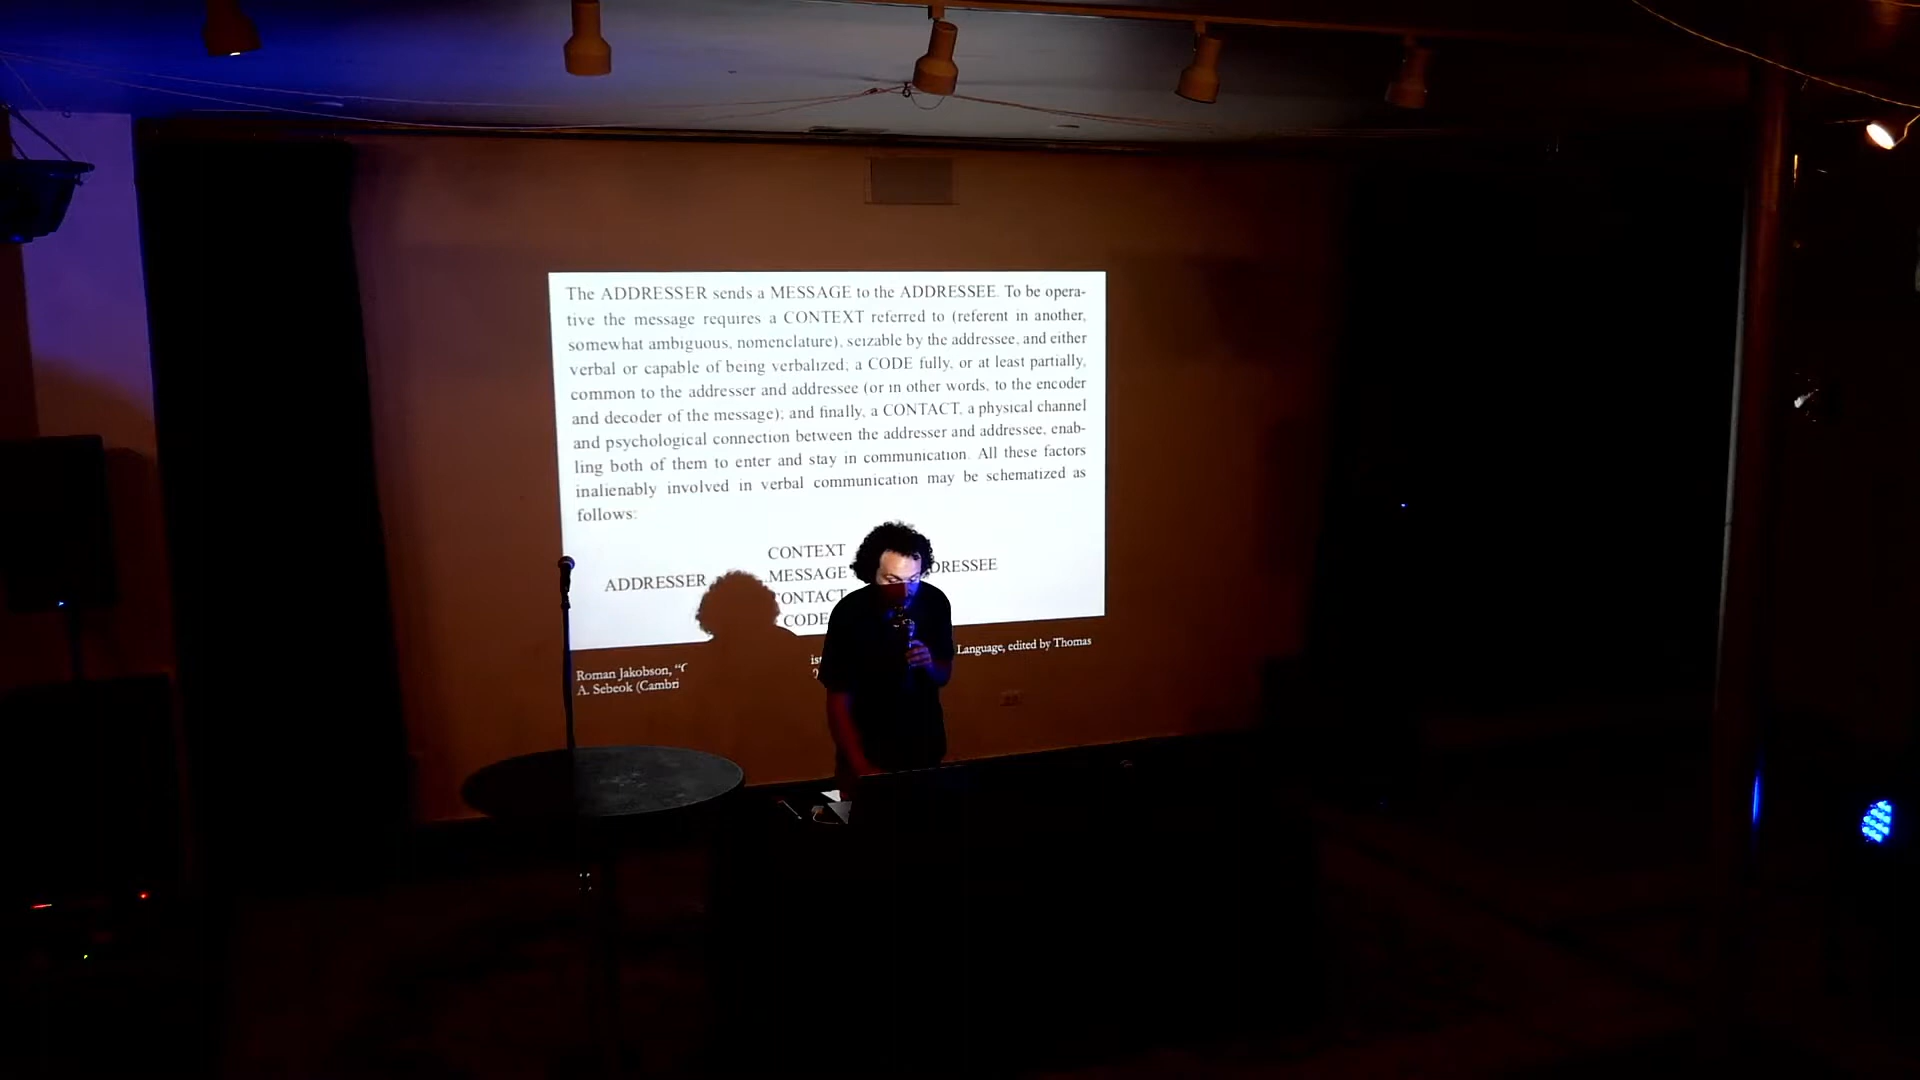 The ADDRESSER sends a MESSAGE to the ADDRESSEE. To be opera-
tive the message requires a CONTEXT referred to (referent in another,
somewhat ambiguous, nomenclature), seizable by the addressee, and either
verbal or capable of being verbalized; a CODE fully, or at least partially,
common to the addresser and addressee (or in other words, to the encoder
and decoder of the message); and finally, a CONTACT, a physical channel
and psychological connection between the addresser and addressee, enab-
ling both of them to enter and stay in communication. All these factors
inalienably involved in verbal communication may be schematized as
follows:
CONTEXT
ADDRESSER MESSAGE DRESSEE
ONTACT
CODE
Roman Jakobson, “ Language, edited by Thomas
A. Sebeok (Cambri